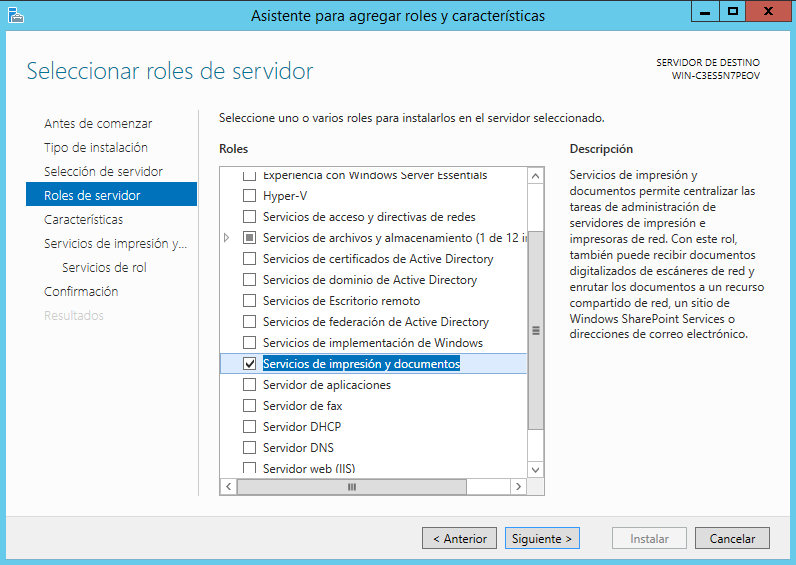 Asistente para agregar roles y características
Seleccionar roles de servidor
SERVIDOR DE DESTINO
WIN-C3ES5N7PEOV
Antes de comenzar
Tipo de instalación
Selección de servidor
Roles de servidor
Características
Servicios de impresión y...
Servicios de rol
Confirmación
Resultados
Seleccione uno o varios roles para instalarlos en el servidor seleccionado.
Roles
Experiencia con Windows Server Essentials
Hyper-V
Servicios de acceso y directivas de redes
Servicios de archivos y almacenamiento (1 de 12 in
Servicios de certificados de Active Directory
Servicios de dominio de Active Directory
Servicios de Escritorio remoto
Servicios de federación de Active Directory
Servicios de implementación de Windows
Servicios de impresión y documentos
Servidor de aplicaciones
Servidor de fax
Servidor DHCP
Servidor DNS
Servidor web (IIS)
Descripción
Servicios de impresión y
documentos permite centralizar las
tareas de administración de
servidores de impresión e
impresoras de red. Con este rol,
también puede recibir documentos
digitalizados de escáneres de red y
enrutar los documentos a un recurso
compartido de red, un sitio de
Windows SharePoint Services o
direcciones de correo electrónico.
< Anterior
Siguiente >
Instalar
Cancelar